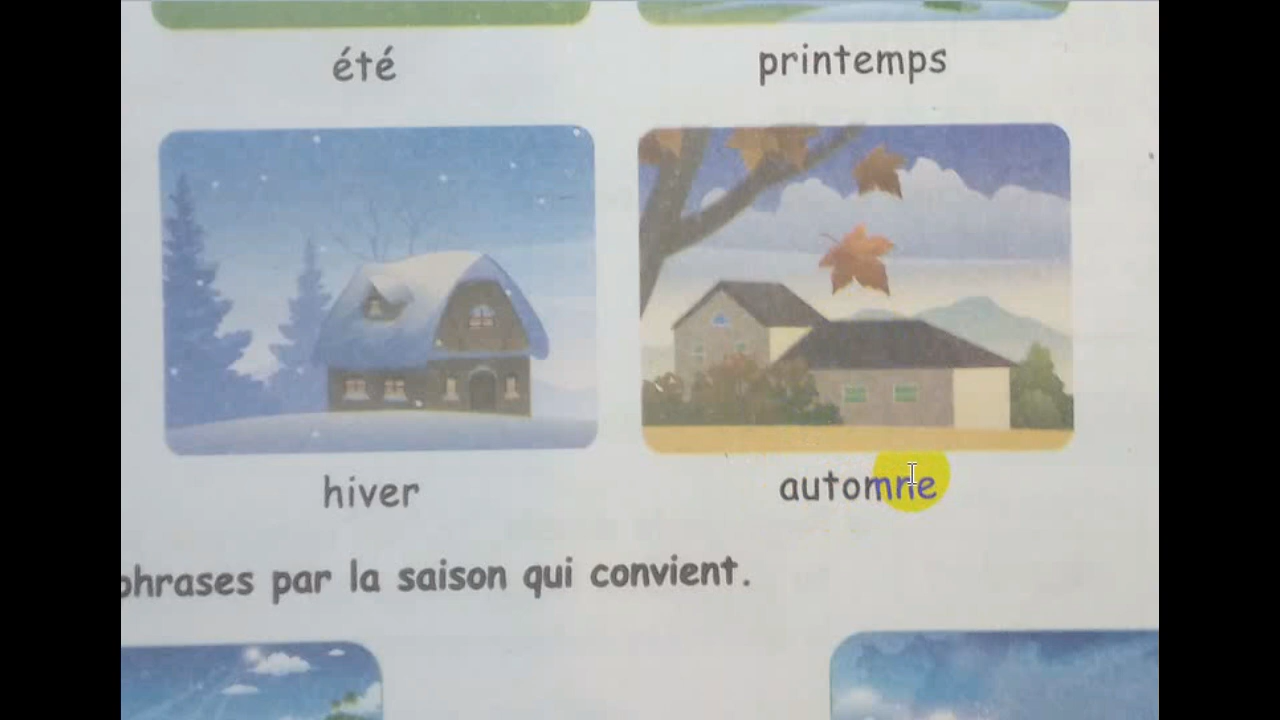 été
printemps
hiver
automne
phrases par la saison qui convient.